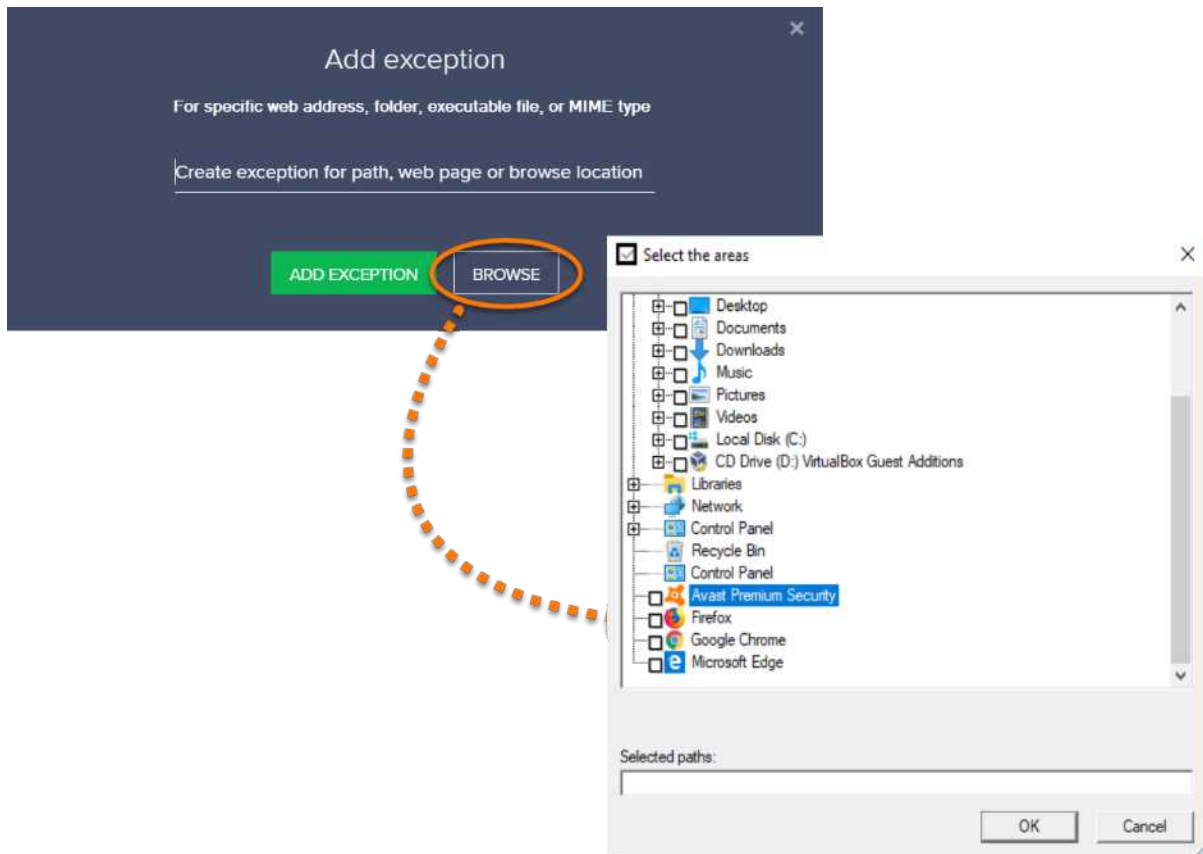 Add exception
For specific web address, folder, executable file, or MIME type
Create exception for path, web page or browse location
ADD EXCEPTION
BROWSE
Select the areas
Desktop
Documents
Downloads
Music
Pictures
Videos
Local Disk (C:)
CD Drive (D:) VirtualBox Guest Additions
Libraries
Network
Control Panel
Recycle Bin
Control Panel
Avast Premium Security
Firefox
Google Chrome
Microsoft Edge
Selected paths:
OK
Cancel